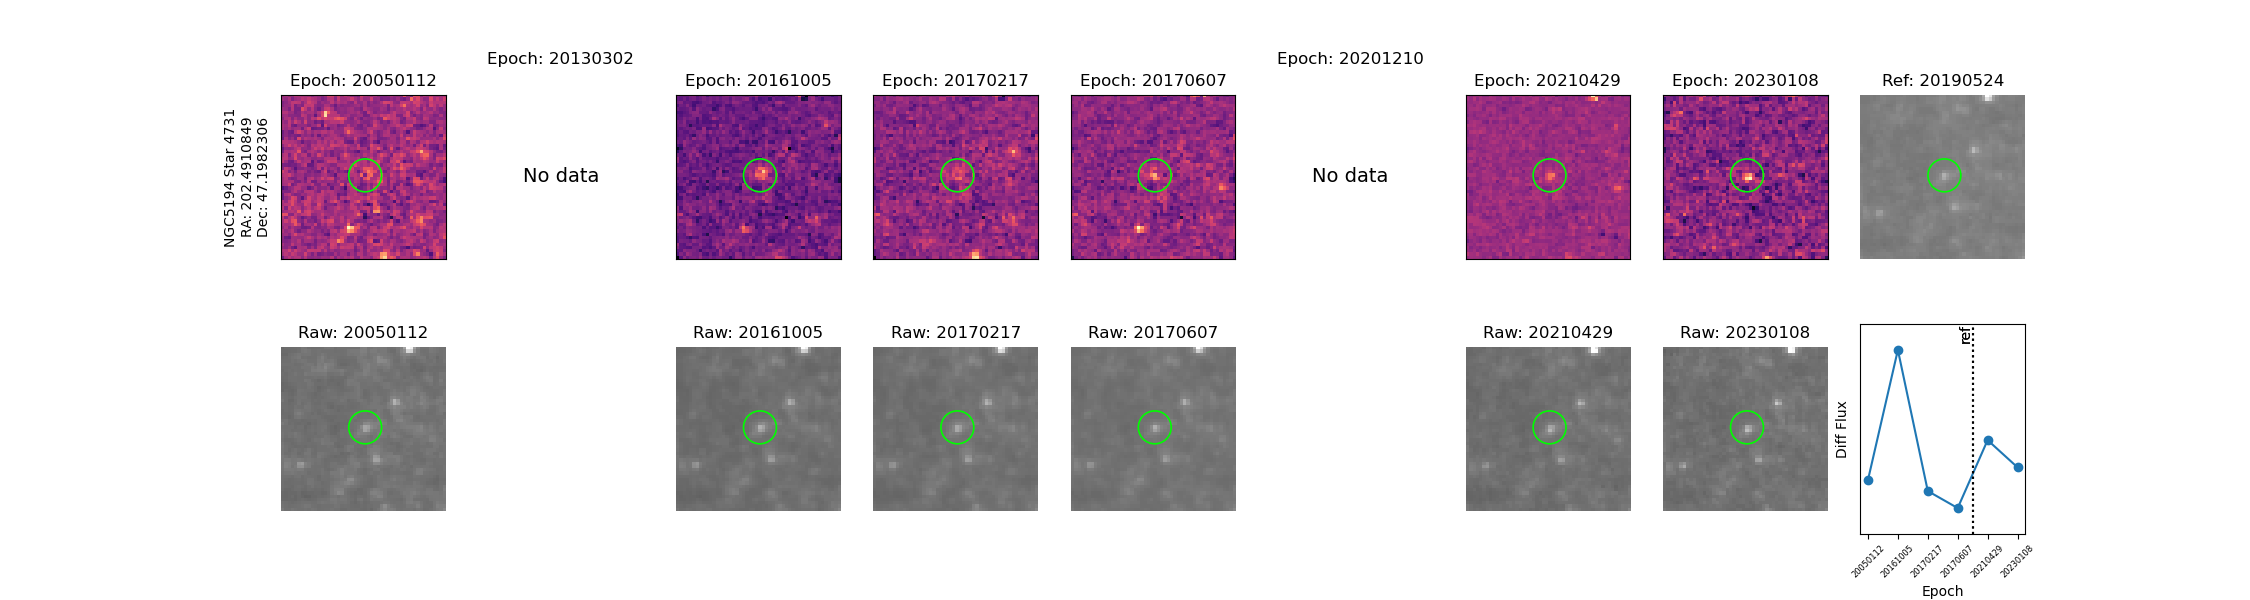 Epoch: 20130302
Epoch: 20201210
Epoch: 20050112
Epoch: 20161005
Epoch: 20170217
Epoch: 20170607
Epoch: 20210429
Epoch: 20230108
Ref: 20190524
NGC5194 Star 4731
RA: 202.4910849
Dec: 47.1982306
No data
No data
Raw: 20050112
Raw: 20161005
Raw: 20170217
Raw: 20170607
Raw: 20210429
Raw: 20230108
ref
Diff Flux
20050112
20161005
20170217
20170607
20210429
20230108
Epoch